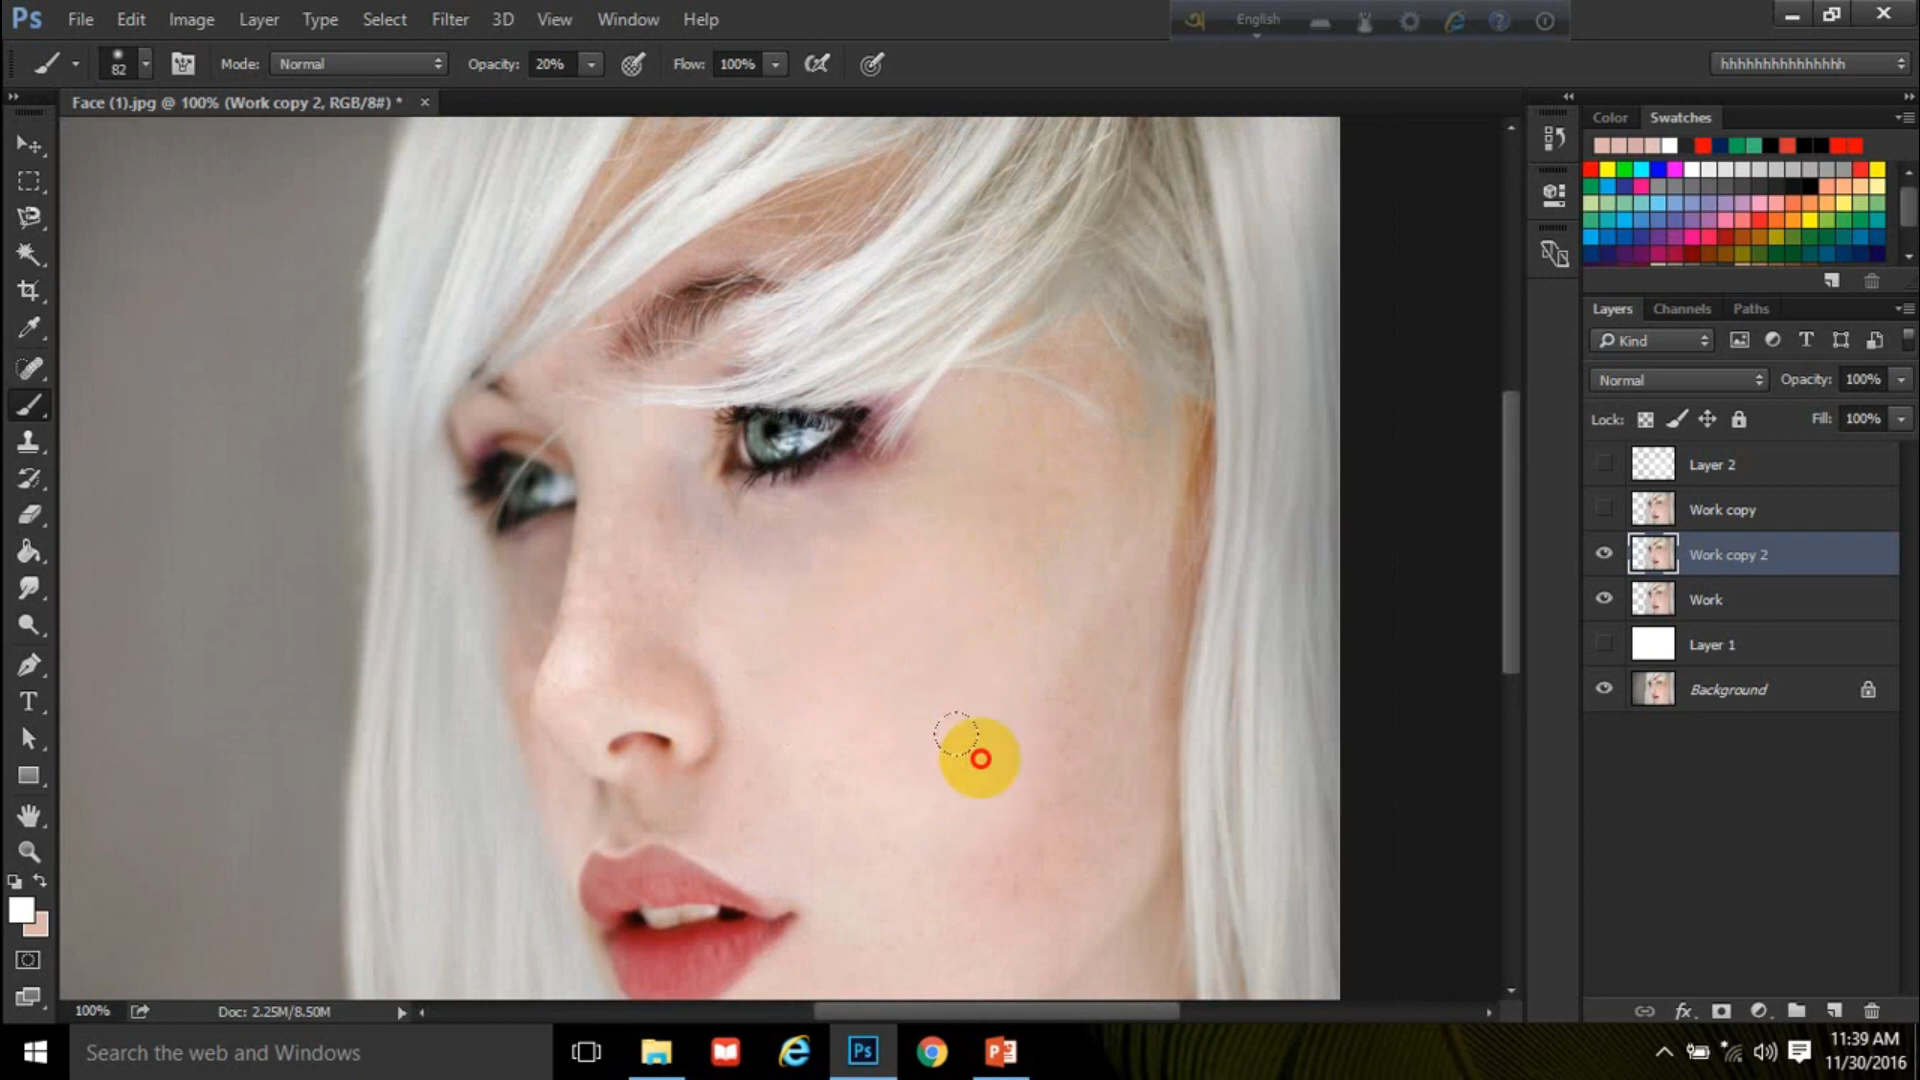 Ps File Edit Image Layer Type Select Filter 3D View Window Help
English
82 Mode: Normal Opacity: 20% Flow: 100% hhhhhhhhhhhhhhh
Face (1).jpg @ 100% (Work copy 2, RGB/8#) *
Color Swatches
Layers Channels Paths
Kind
Normal Opacity: 100%
Lock: Fill: 100%
Layer 2
Work copy
Work copy 2
Work
Layer 1
Background
100% Doc: 2.25M/8.50M
fx
Search the web and Windows
Ps
11:39 AM
11/30/2016